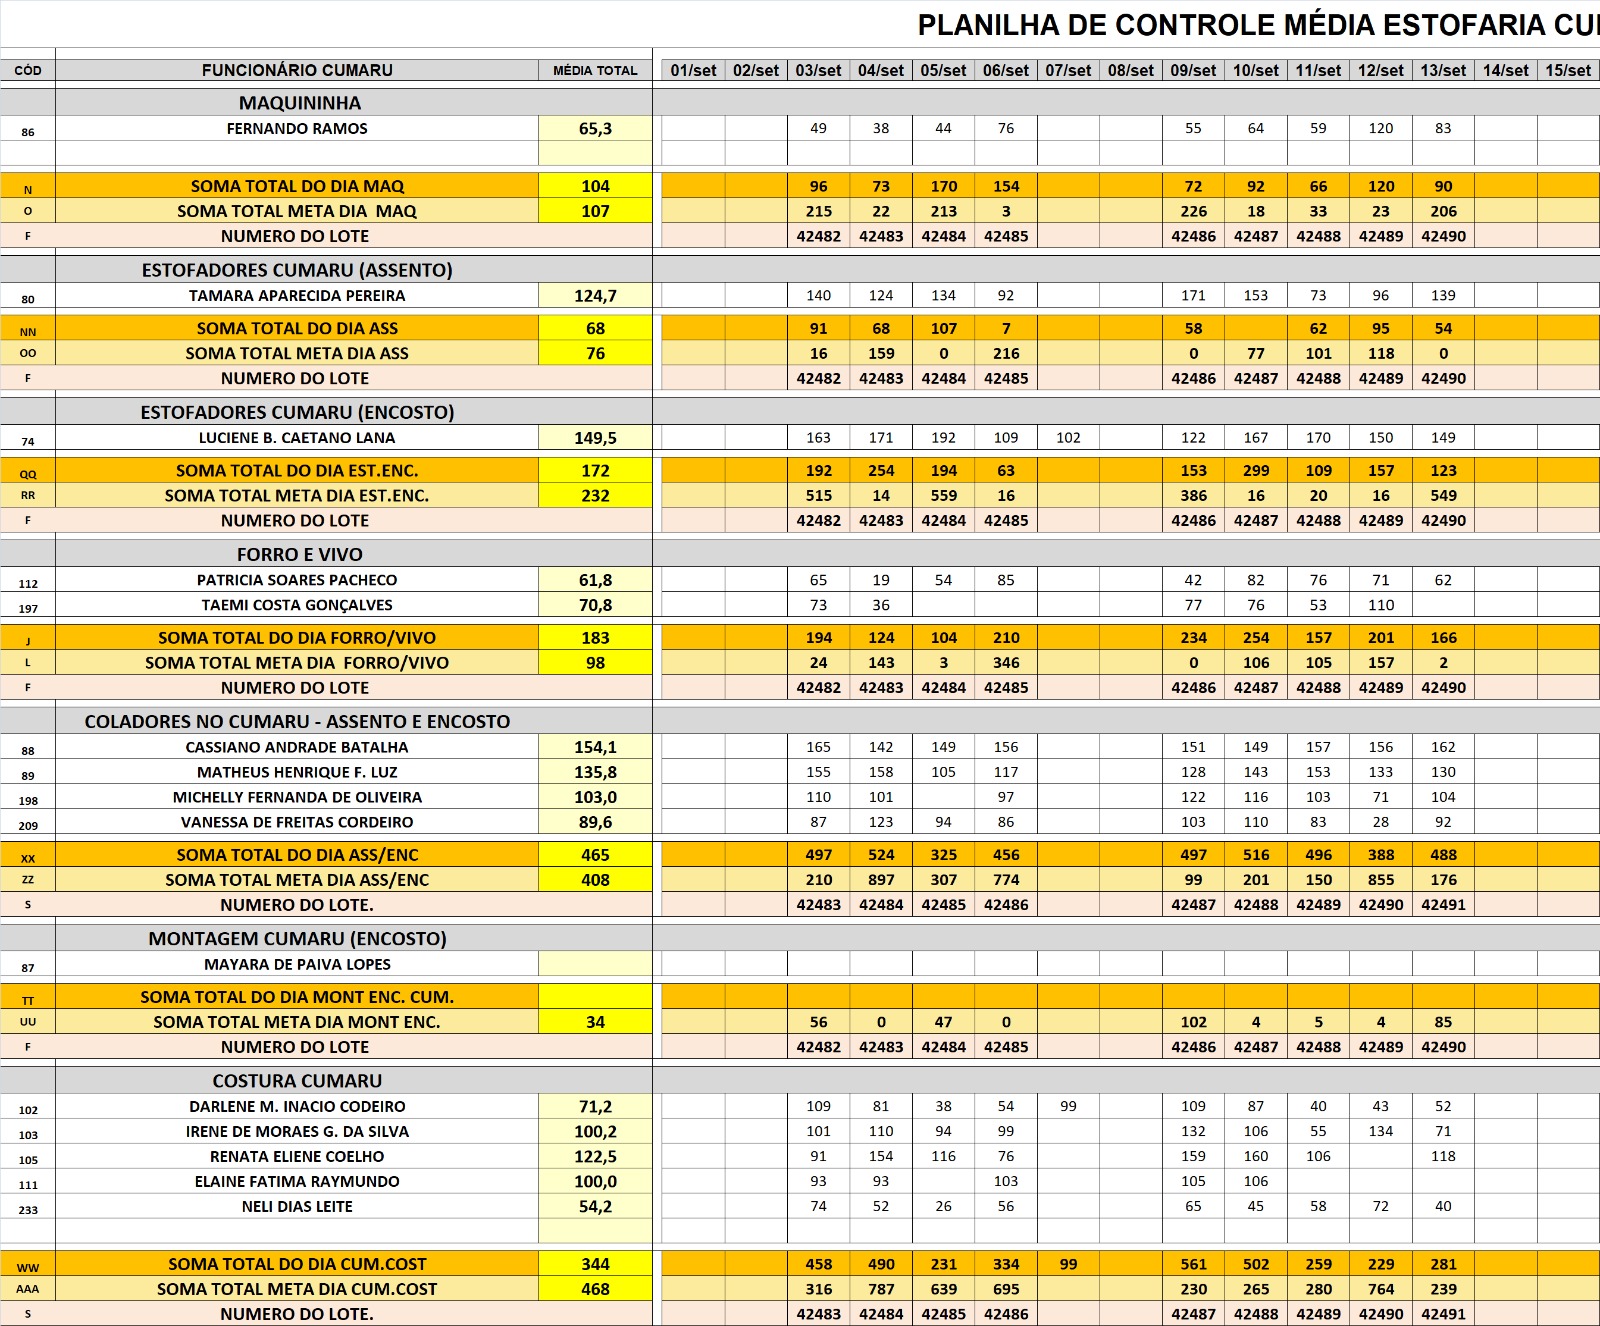 PLANILHA DE CONTROLE MÉDIA ESTOFARIA
CÓD FUNCIONÁRIO CUMARU MÉDIA TOTAL 01/set 02/set 03/set 04/set 05/set 06/set 07/set 08/set 09/set 10/set 11/set 12/set 13/set 14/set 15/set
MAQUININHA
86 FERNANDO RAMOS 65,3 49 38 44 76 55 64 59 120 83
N SOMA TOTAL DO DIA MAQ 104 96 73 170 154 72 92 66 120 90
O SOMA TOTAL META DIA MAQ 107 215 22 213 3 226 18 33 23 206
F NUMERO DO LOTE 42482 42483 42484 42485 42486 42487 42488 42489 42490
ESTOFADORES CUMARU (ASSENTO)
80 TAMARA APARECIDA PEREIRA 124,7 140 124 134 92 171 153 73 96 139
NN SOMA TOTAL DO DIA ASS 68 91 68 107 7 58 62 95 54
OO SOMA TOTAL META DIA ASS 76 16 159 0 216 0 77 101 118 0
F NUMERO DO LOTE 42482 42483 42484 42485 42486 42487 42488 42489 42490
ESTOFADORES CUMARU (ENCOSTO)
74 LUCIENE B. CAETANO LANA 149,5 163 171 192 109 102 122 167 170 150 149
QQ SOMA TOTAL DO DIA EST.ENC. 172 192 254 194 63 153 299 109 157 123
RR SOMA TOTAL META DIA EST.ENC. 232 515 14 559 16 386 16 20 16 549
F NUMERO DO LOTE 42482 42483 42484 42485 42486 42487 42488 42489 42490
FORRO E VIVO
112 PATRICIA SOARES PACHECO 61,8 65 19 54 85 42 82 76 71 62
197 TAEMI COSTA GONÇALVES 70,8 73 36 77 76 53 110
J SOMA TOTAL DO DIA FORRO/VIVO 183 194 124 104 210 234 254 157 201 166
L SOMA TOTAL META DIA FORRO/VIVO 98 24 143 3 346 0 106 105 157 2
F NUMERO DO LOTE 42482 42483 42484 42485 42486 42487 42488 42489 42490
COLADORES NO CUMARU - ASSENTO E ENCOSTO
88 CASSIANO ANDRADE BATALHA 154,1 165 142 149 156 151 149 157 156 162
89 MATHEUS HENRIQUE F. LUZ 135,8 155 158 105 117 128 143 153 133 130
198 MICHELLY FERNANDA DE OLIVEIRA 103,0 110 101 97 122 116 103 71 104
209 VANESSA DE FREITAS CORDEIRO 89,6 87 123 94 86 103 110 83 28 92
XX SOMA TOTAL DO DIA ASS/ENC 465 497 524 325 456 497 516 496 388 488
ZZ SOMA TOTAL META DIA ASS/ENC 408 210 897 307 774 99 201 150 855 176
S NUMERO DO LOTE. 42483 42484 42485 42486 42487 42488 42489 42490 42491
MONTAGEM CUMARU (ENCOSTO)
87 MAYARA DE PAIVA LOPES
TT SOMA TOTAL DO DIA MONT ENC. CUM.
UU SOMA TOTAL META DIA MONT ENC. 34 56 0 47 0 102 4 5 4 85
F NUMERO DO LOTE 42482 42483 42484 42485 42486 42487 42488 42489 42490
COSTURA CUMARU
102 DARLENE M. INACIO CODEIRO 71,2 109 81 38 54 99 109 87 40 43 52
103 IRENE DE MORAES G. DA SILVA 100,2 101 110 94 99 132 106 55 134 71
105 RENATA ELIENE COELHO 122,5 91 154 116 76 159 160 106 118
111 ELAINE FATIMA RAYMUNDO 100,0 93 93 103 105 106
233 NELI DIAS LEITE 54,2 74 52 26 56 65 45 58 72 40
WW SOMA TOTAL DO DIA CUM.COST 344 458 490 231 334 99 561 502 259 229 281
AAA SOMA TOTAL META DIA CUM.COST 468 316 787 639 695 230 265 280 764 239
S NUMERO DO LOTE. 42483 42484 42485 42486 42487 42488 42489 42490 42491